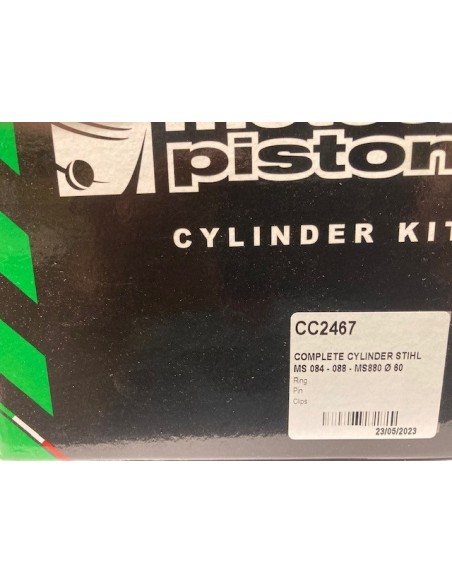 piston
CYLINDER KIT
CC2467
COMPLETE CYLINDER STIHL
MS 084 - 088 - MS880 Ø 60
Ring
Pin
Clips
23/05/2023